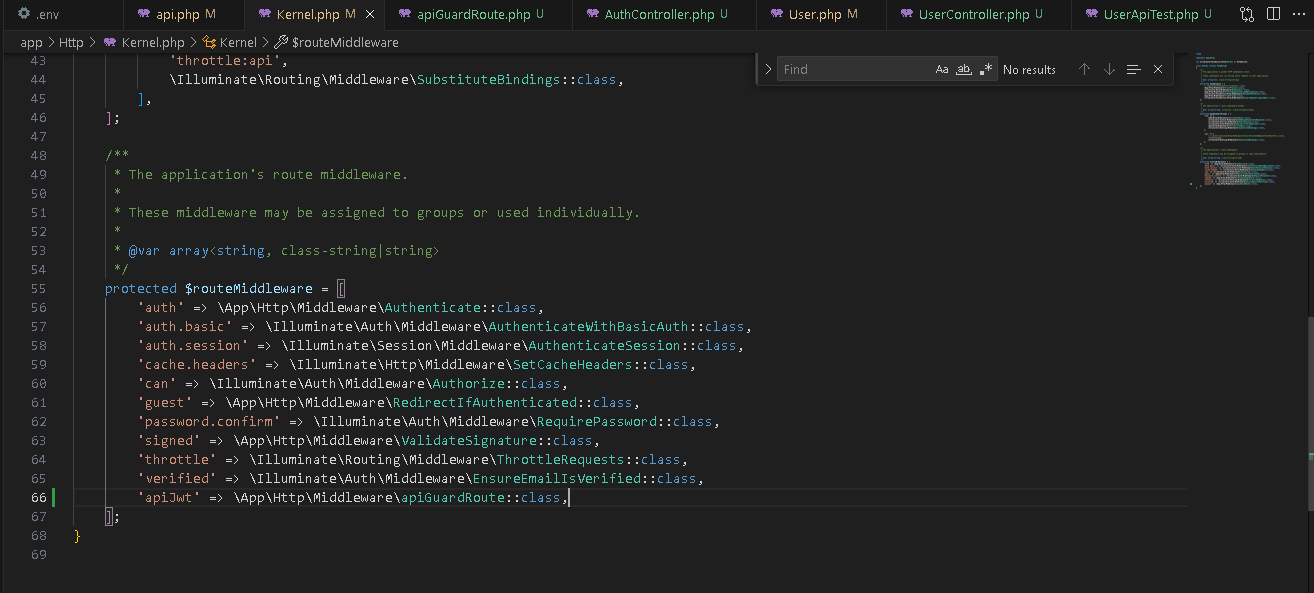 .env
api.php M
Kernel.php M
apiGuardRoute.php U
AuthController.php U
User.php M
UserController.php U
UserApiTest.php U
app > Http > Kernel.php > Kernel > $routeMiddleware
Find
Aa
ab
.*
No results
43 'throttle:api',
44 \Illuminate\Routing\Middleware\SubstituteBindings::class,
45 ],
46 ];
47
48 /**
49 * The application's route middleware.
50 *
51 * These middleware may be assigned to groups or used individually.
52 *
53 * @var array<string, class-string|string>
54 */
55 protected $routeMiddleware = [
56 'auth' => \App\Http\Middleware\Authenticate::class,
57 'auth.basic' => \Illuminate\Auth\Middleware\AuthenticateWithBasicAuth::class,
58 'auth.session' => \Illuminate\Session\Middleware\AuthenticateSession::class,
59 'cache.headers' => \Illuminate\Http\Middleware\SetCacheHeaders::class,
60 'can' => \Illuminate\Auth\Middleware\Authorize::class,
61 'guest' => \App\Http\Middleware\RedirectIfAuthenticated::class,
62 'password.confirm' => \Illuminate\Auth\Middleware\RequirePassword::class,
63 'signed' => \App\Http\Middleware\ValidateSignature::class,
64 'throttle' => \Illuminate\Routing\Middleware\ThrottleRequests::class,
65 'verified' => \Illuminate\Auth\Middleware\EnsureEmailIsVerified::class,
66 'apiJwt' => \App\Http\Middleware\apiGuardRoute::class,
67 ];
68 }
69